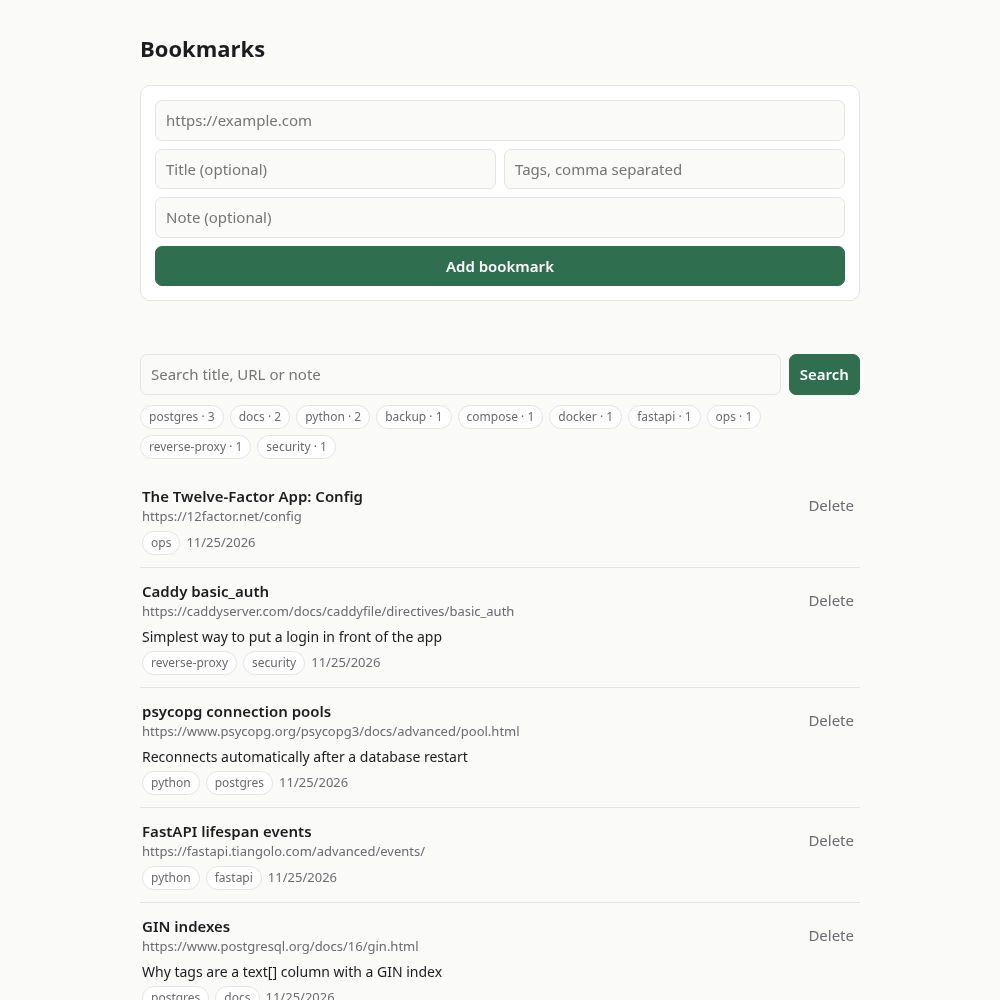 Bookmarks
https://example.com
Title (optional) Tags, comma separated
Note (optional)
Add bookmark
Search title, URL or note Search
postgres · 3 docs · 2 python · 2 backup · 1 compose · 1 docker · 1 fastapi · 1 ops · 1
reverse-proxy · 1 security · 1
The Twelve-Factor App: Config
Delete
https://12factor.net/config
ops 11/25/2026
Caddy basic_auth
Delete
https://caddyserver.com/docs/caddyfile/directives/basic_auth
Simplest way to put a login in front of the app
reverse-proxy security 11/25/2026
psycopg connection pools
Delete
https://www.psycopg.org/psycopg3/docs/advanced/pool.html
Reconnects automatically after a database restart
python postgres 11/25/2026
FastAPI lifespan events
Delete
https://fastapi.tiangolo.com/advanced/events/
python fastapi 11/25/2026
GIN indexes
Delete
https://www.postgresql.org/docs/16/gin.html
Why tags are a text[] column with a GIN index
postgres docs 11/25/2026